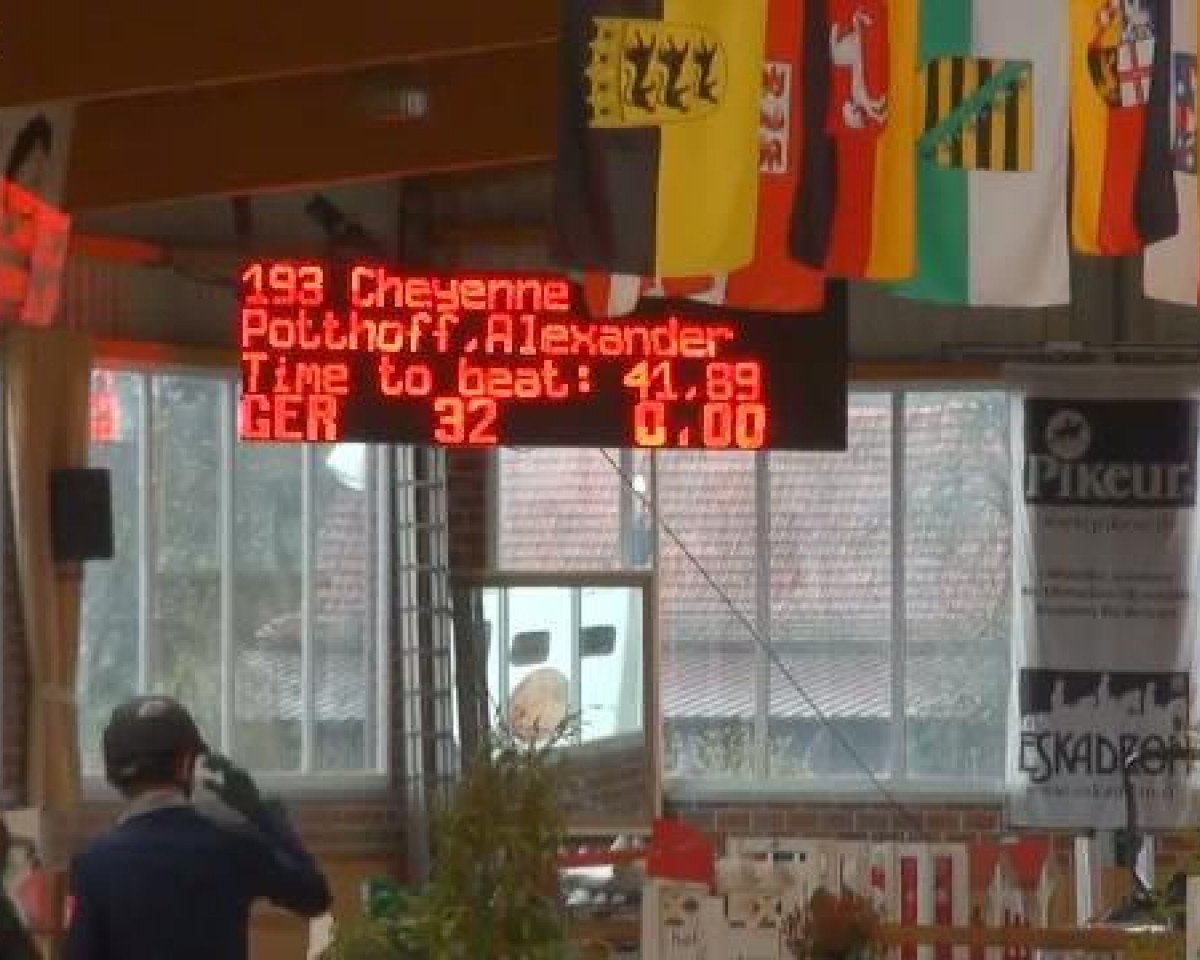 193 Cheyenne
Potthoff,Alexander
Time to beat: 41,89
GER 32 0.00
Pikeur
ESKADRON